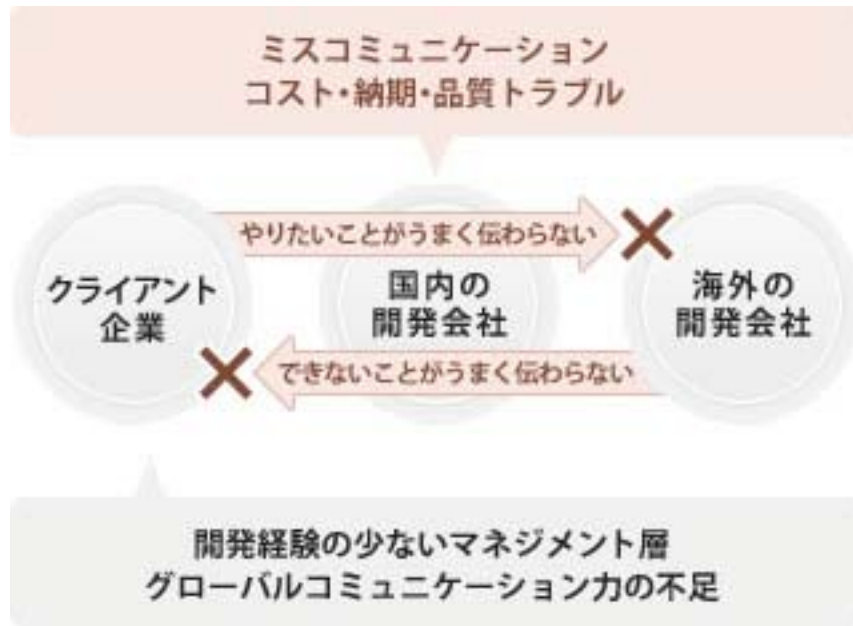 ミスコミュニケーション
コスト・納期・品質トラブル
やりたいことがうまく伝わらない
クライアント
企業
国内の
開発会社
海外の
開発会社
できないことがうまく伝わらない
開発経験の少ないマネジメント層
グローバルコミュニケーション力の不足